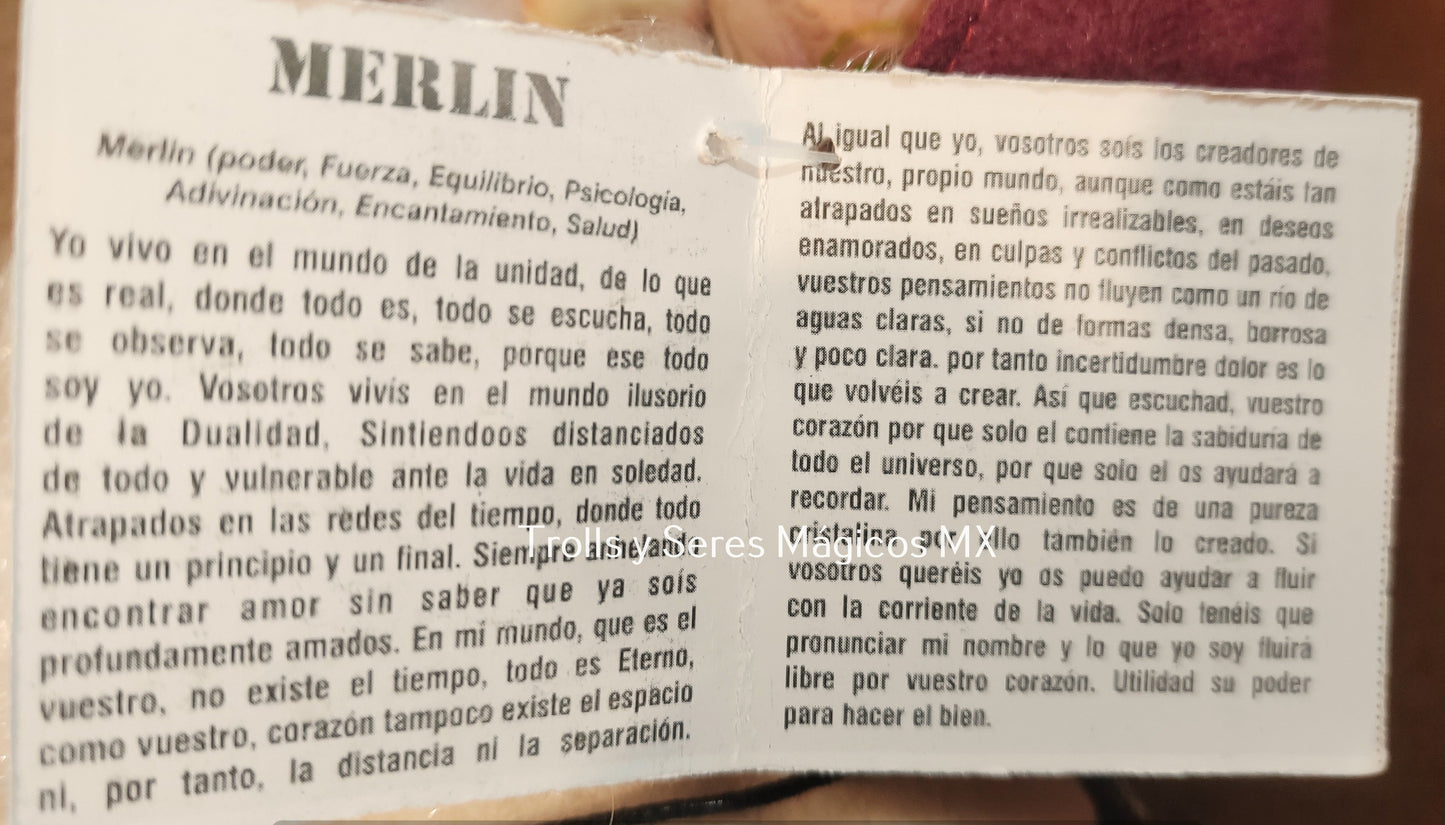 MERLIN
Merlin (poder, Fuerza, Equilibrio, Psicología,
Adivinación, Encantamiento, Salud)
Yo vivo en el mundo de la unidad, de lo que
es real, donde todo es, todo se escucha, todo
se observa, todo se sabe, porque ese todo
soy yo. Vosotros vivís en el mundo ilusorio
de la Dualidad, Sintiendoos distanciados
de todo y vulnerable ante la vida en soledad.
Atrapados en las redes del tiempo, donde todo
tiene un principio y un final. Siempre anhelando
encontrar amor sin saber que ya soís
profundamente amados. En mi mundo, que es el
vuestro, no existe el tiempo, todo es Eterno,
como vuestro, corazón tampoco existe el espacio
ni, por tanto, la distancia ni la separación.
Al igual que yo, vosotros soís los creadores de
nuestro, propio mundo, aunque como estáis tan
atrapados en sueños irrealizables, en deseos
enamorados, en culpas y conflictos del pasado,
vuestros pensamientos no fluyen como un río de
aguas claras, si no de formas densa, borrosa
y poco clara. por tanto incertidumbre dolor es lo
que volvéis a crear. Así que escuchad, vuestro
corazón por que solo el contiene la sabiduría de
todo el universo, por que solo el os ayudará a
recordar. Mi pensamiento es de una pureza
cristalina por ello también lo creado. Si
vosotros queréis yo os puedo ayudar a fluir
con la corriente de la vida. Solo tenéis que
pronunciar mi nombre y lo que yo soy fluirá
libre por vuestro corazón. Utilidad su poder
para hacer el bien.
Trolls y Seres Mágicos MX